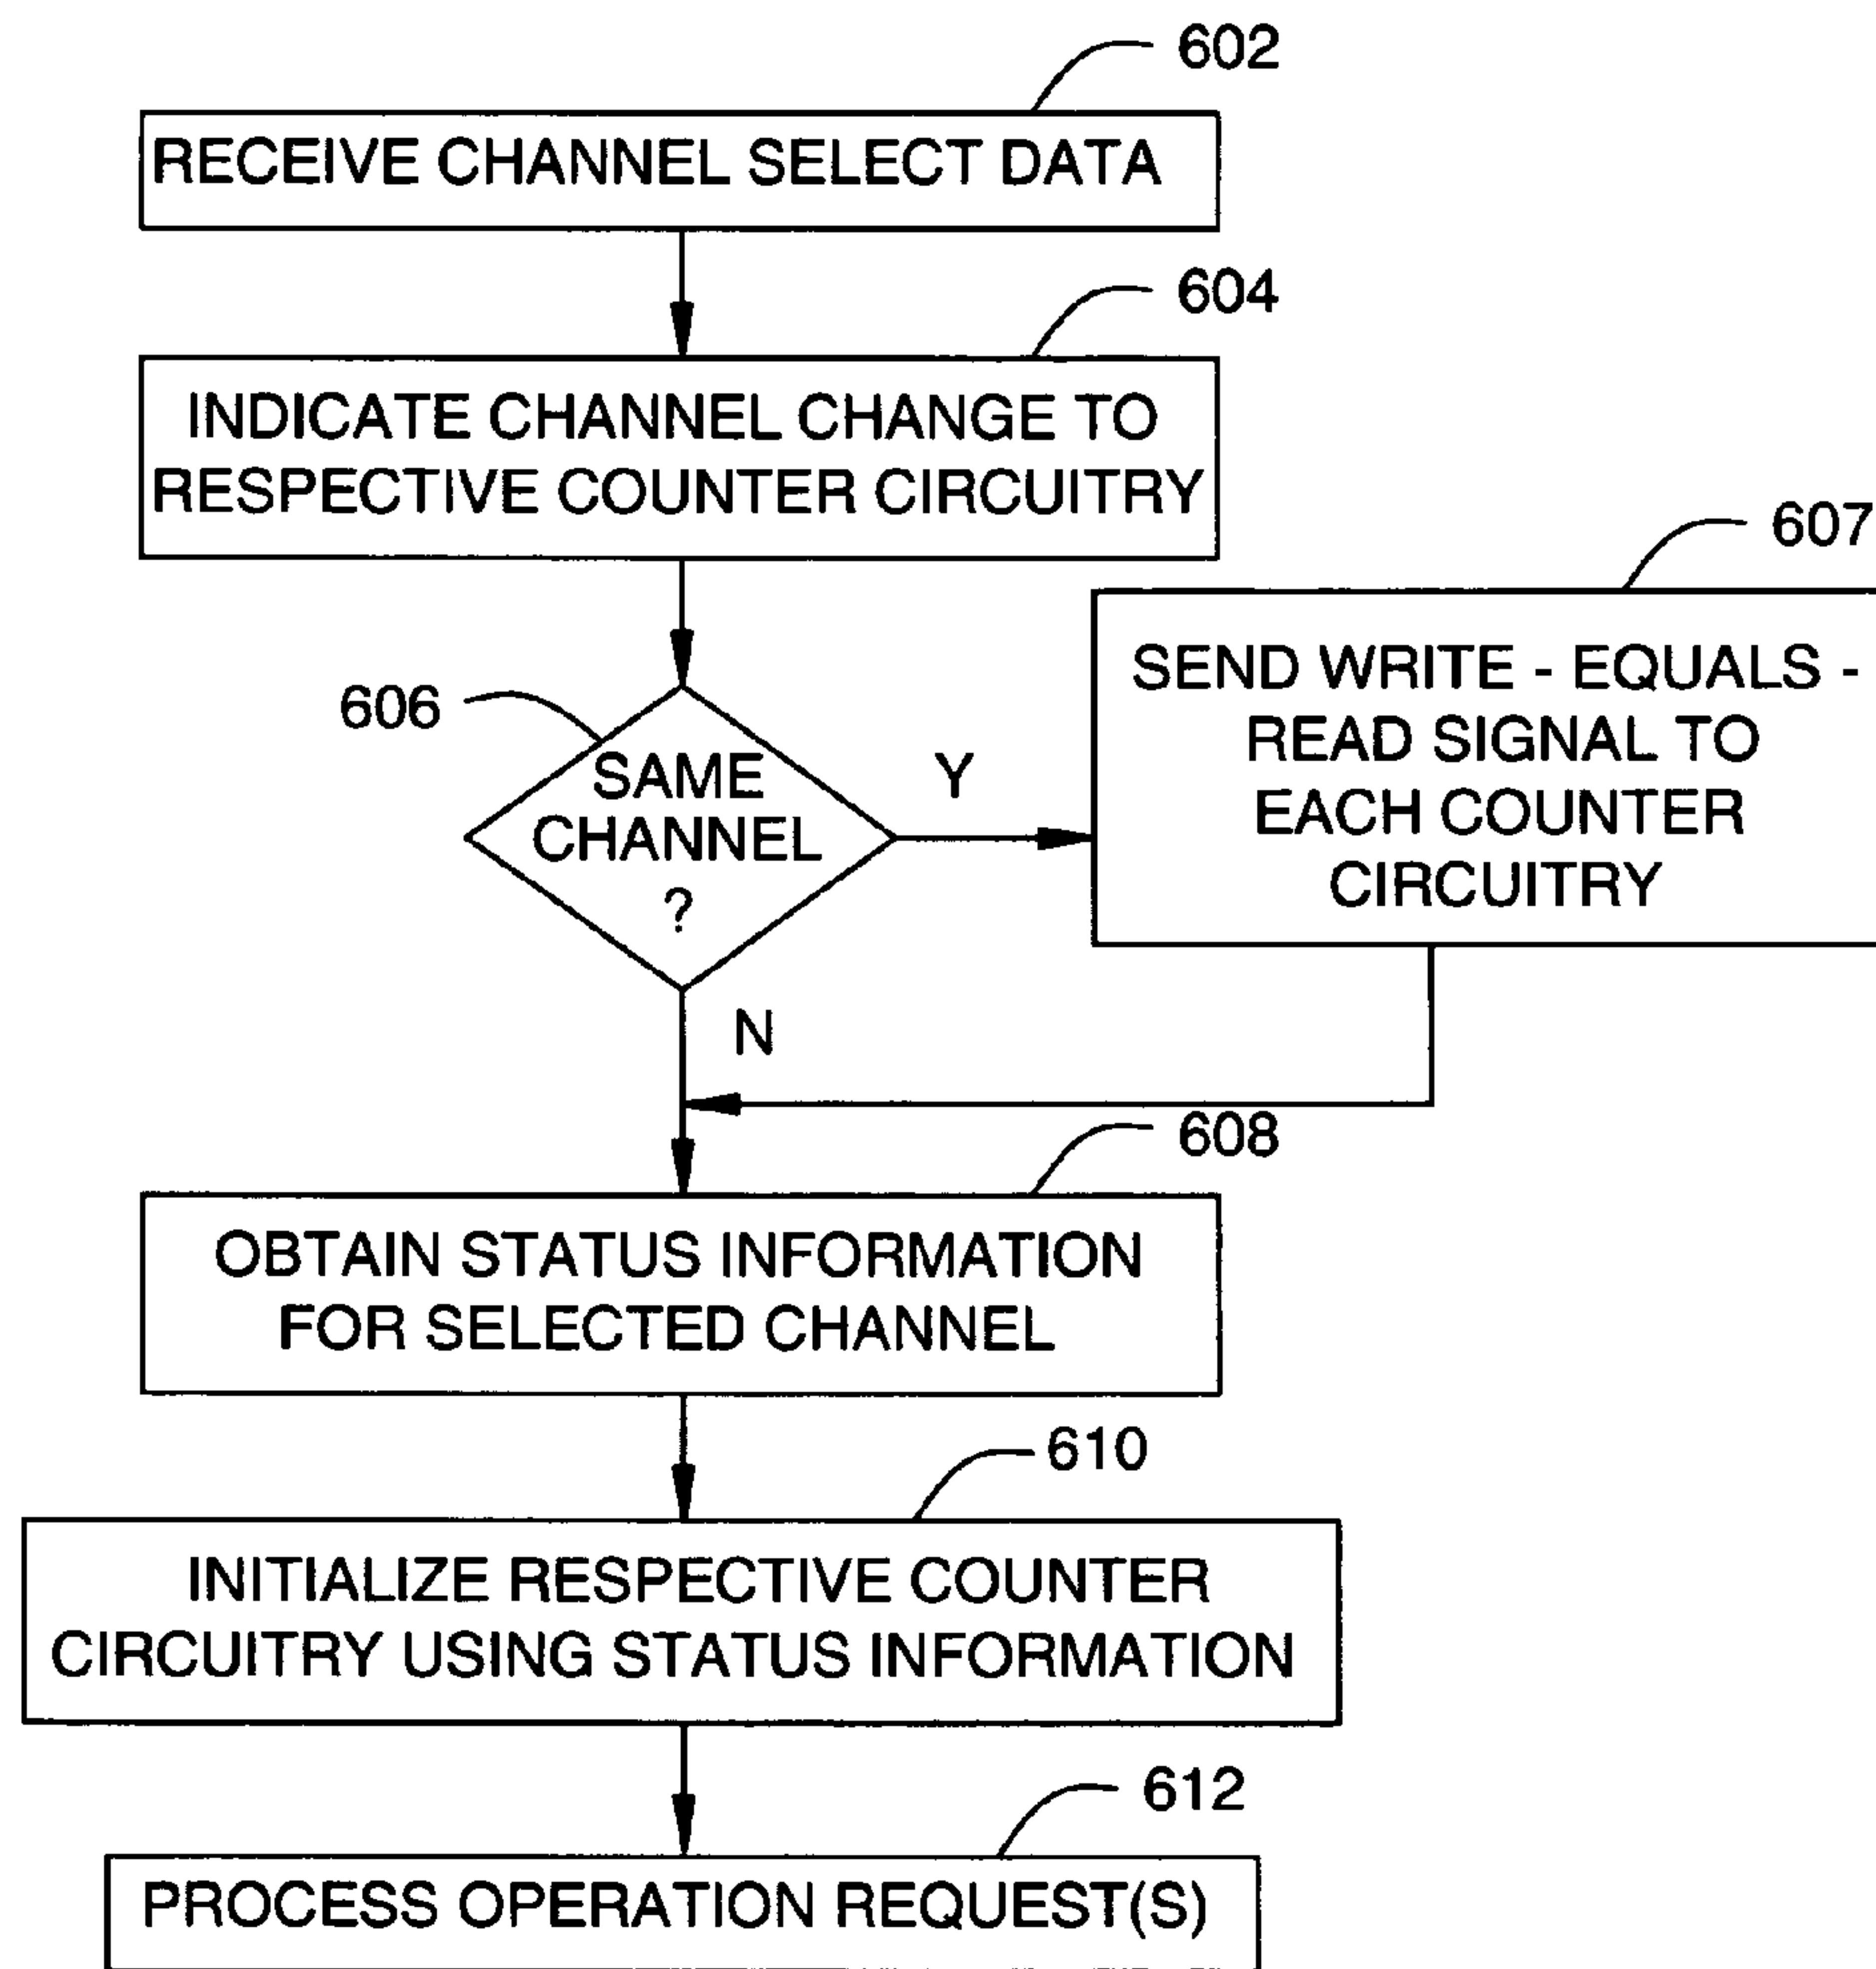 602
RECEIVE CHANNEL SELECT DATA
604
INDICATE CHANNEL CHANGE TO
RESPECTIVE COUNTER CIRCUITRY
607
SEND WRITE - EQUALS -
READ SIGNAL TO
EACH COUNTER
CIRCUITRY
606
SAME
CHANNEL
?
Y
N
608
OBTAIN STATUS INFORMATION
FOR SELECTED CHANNEL
610
INITIALIZE RESPECTIVE COUNTER
CIRCUITRY USING STATUS INFORMATION
612
PROCESS OPERATION REQUEST(S)